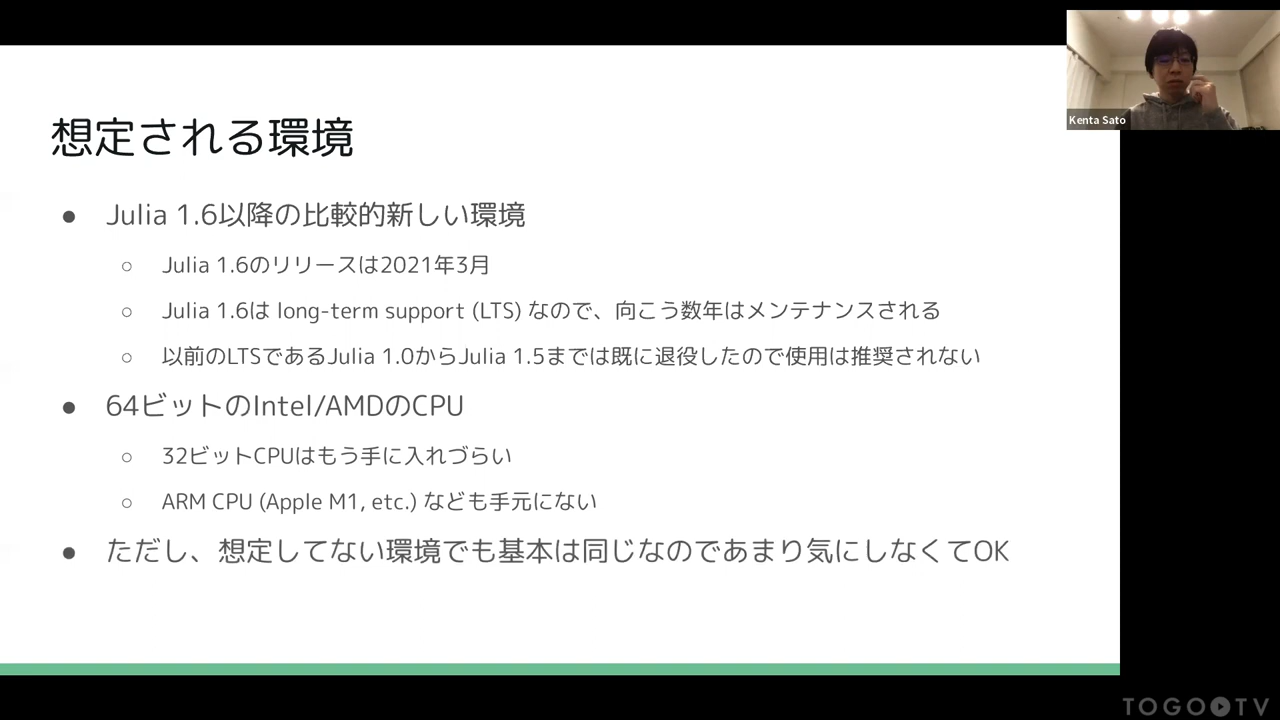 想定される環境
● Julia 1.6以降の比較的新しい環境
○ Julia 1.6のリリースは2021年3月
○ Julia 1.6は long-term support (LTS) なので、向こう数年はメンテナンスされる
○ 以前のLTSであるJulia 1.0からJulia 1.5までは既に退役したので使用は推奨されない
● 64ビットのIntel/AMDのCPU
○ 32ビットCPUはもう手に入れづらい
○ ARM CPU (Apple M1, etc.) なども手元にない
● ただし、想定してない環境でも基本は同じなのであまり気にしなくてOK
Kenta Sato
TOGO TV